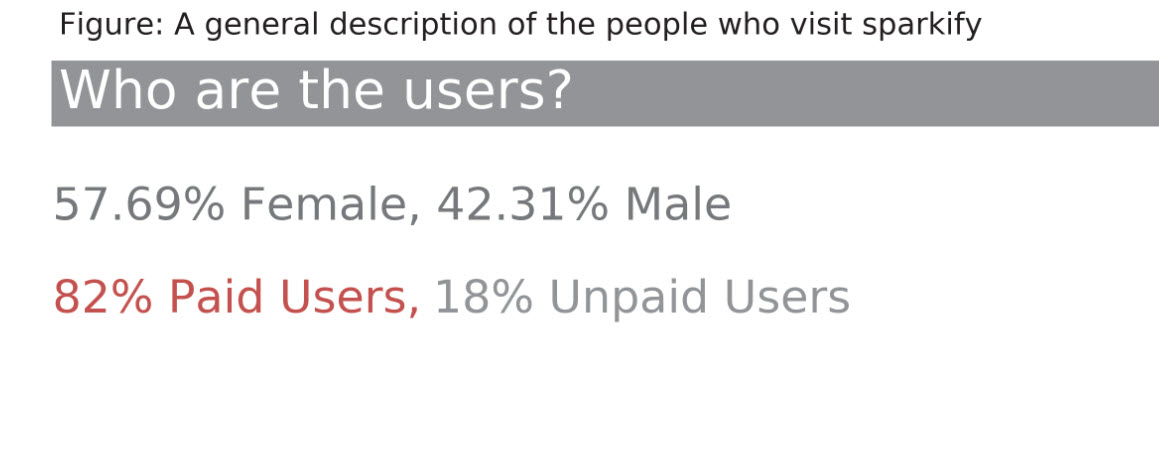 Figure: A general description of the people who visit sparkify
Who are the users?
57.69% Female, 42.31% Male
82% Paid Users, 18% Unpaid Users